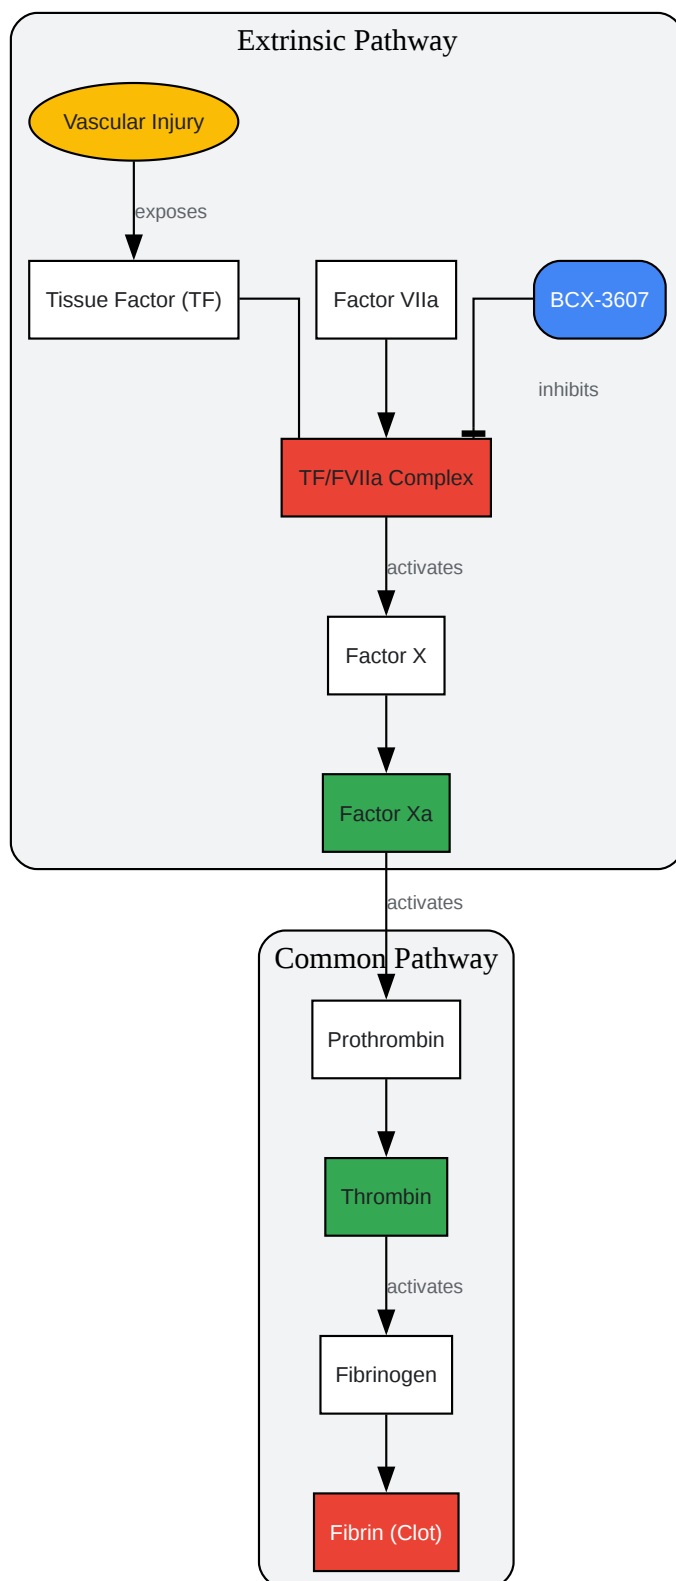 Extrinsic Pathway
Vascular Injury
exposes
Tissue Factor (TF)
Factor VIIa
BCX-3607
inhibits
TF/FVIIa Complex
activates
Factor X
Factor Xa
activates
Common Pathway
Prothrombin
Thrombin
activates
Fibrinogen
Fibrin (Clot)